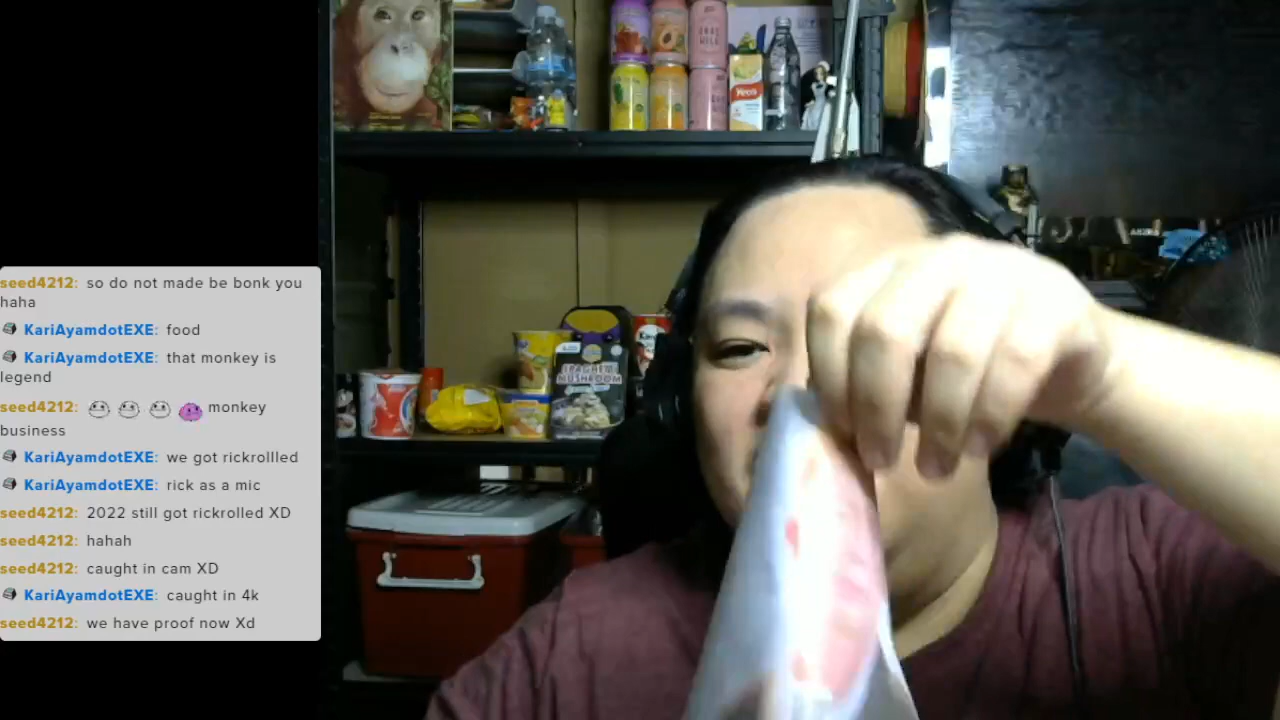 seed4212: so do not made be bonk you
haha
KariAyamdotEXE: food
KariAyamdotEXE: that monkey is
legend
seed4212: monkey
business
KariAyamdotEXE: we got rickrollled
KariAyamdotEXE: rick as a mic
seed4212: 2022 still got rickrolled XD
seed4212: hahah
seed4212: caught in cam XD
KariAyamdotEXE: caught in 4k
seed4212: we have proof now Xd
Yeo's
MUSHROOM